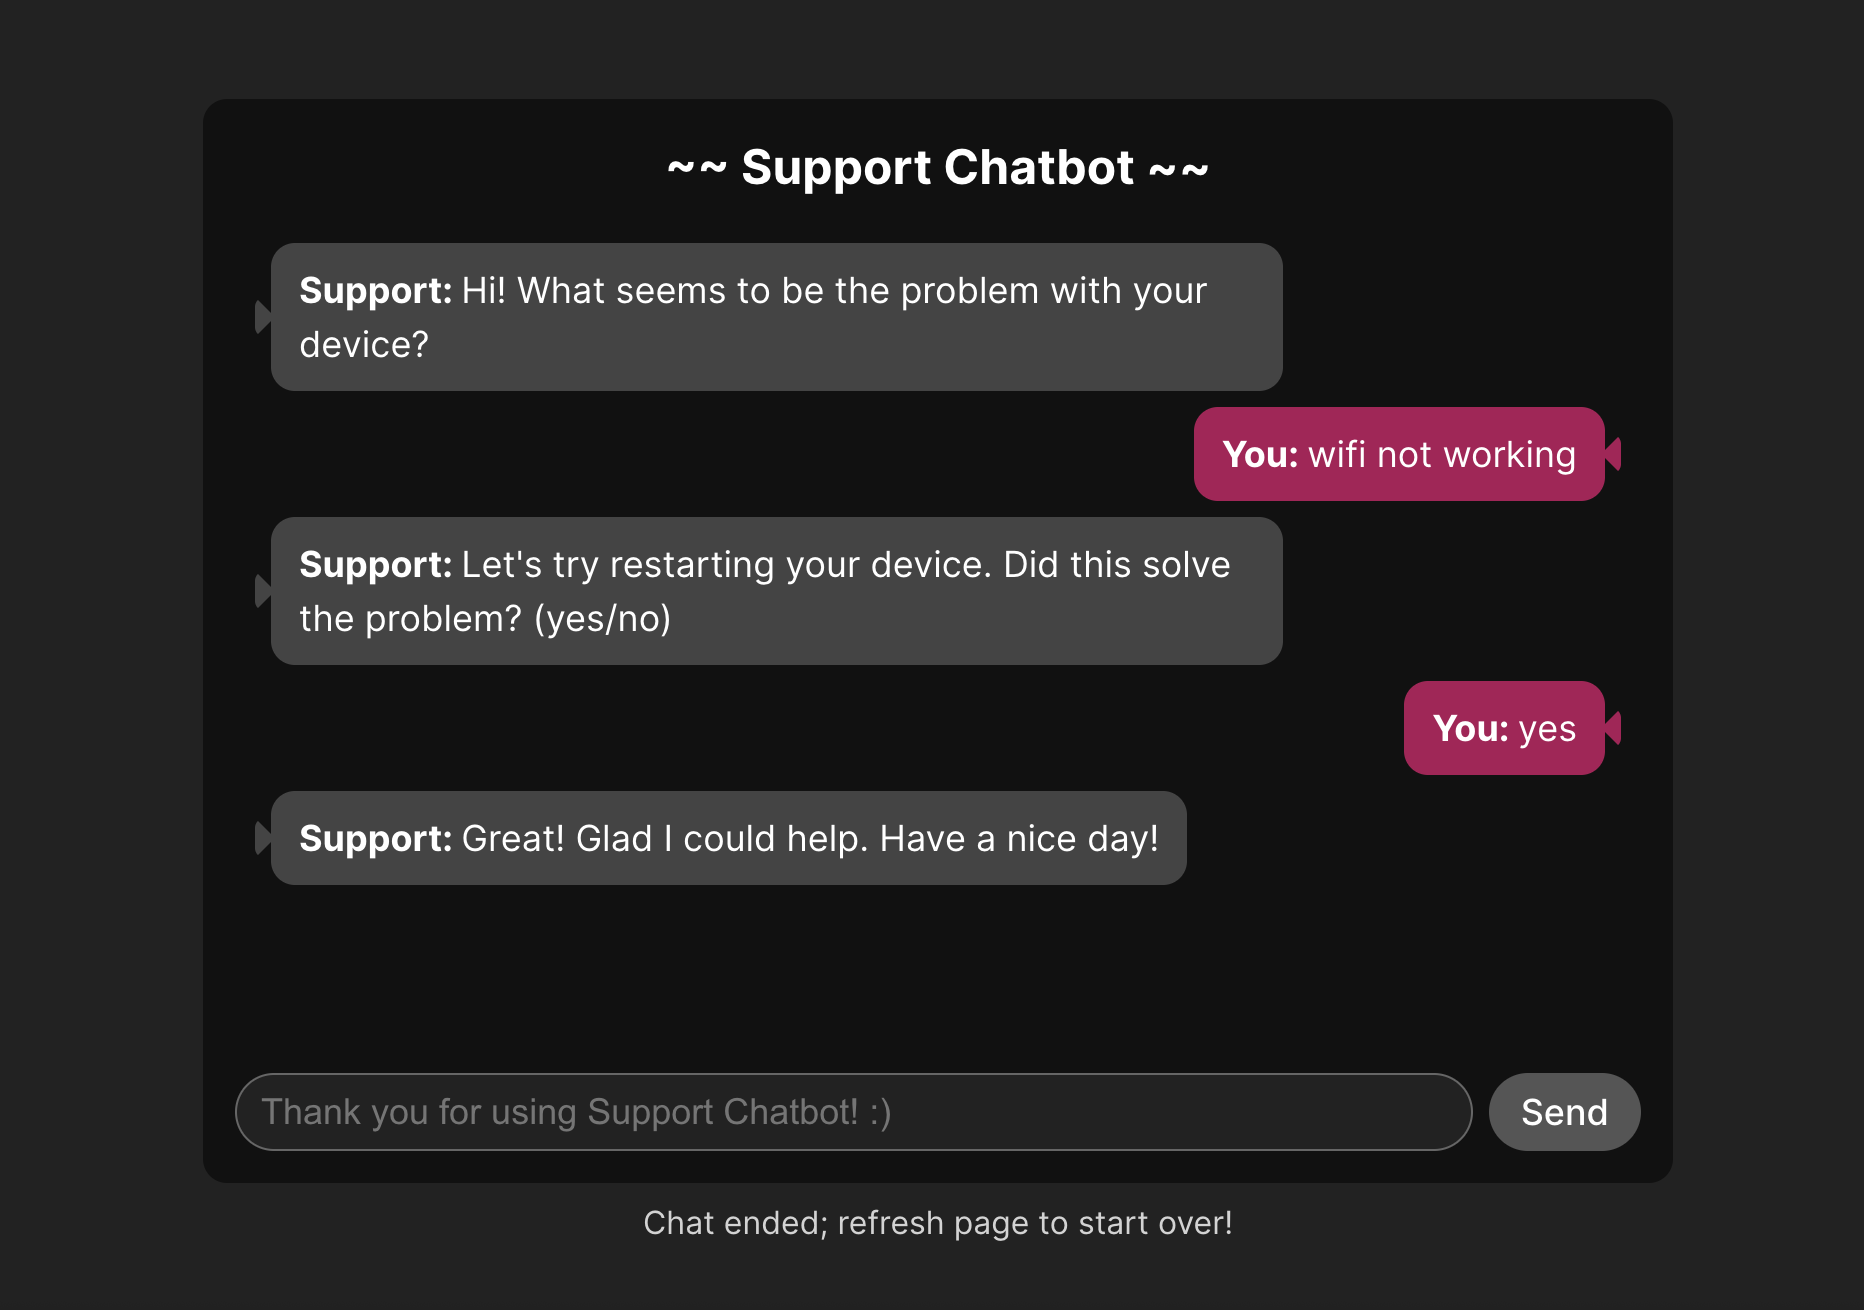 ~~ Support Chatbot ~~
Support: Hi! What seems to be the problem with your
device?
You: wifi not working
Support: Let's try restarting your device. Did this solve
the problem? (yes/no)
You: yes
Support: Great! Glad I could help. Have a nice day!
Thank you for using Support Chatbot! :)
Send
Chat ended; refresh page to start over!